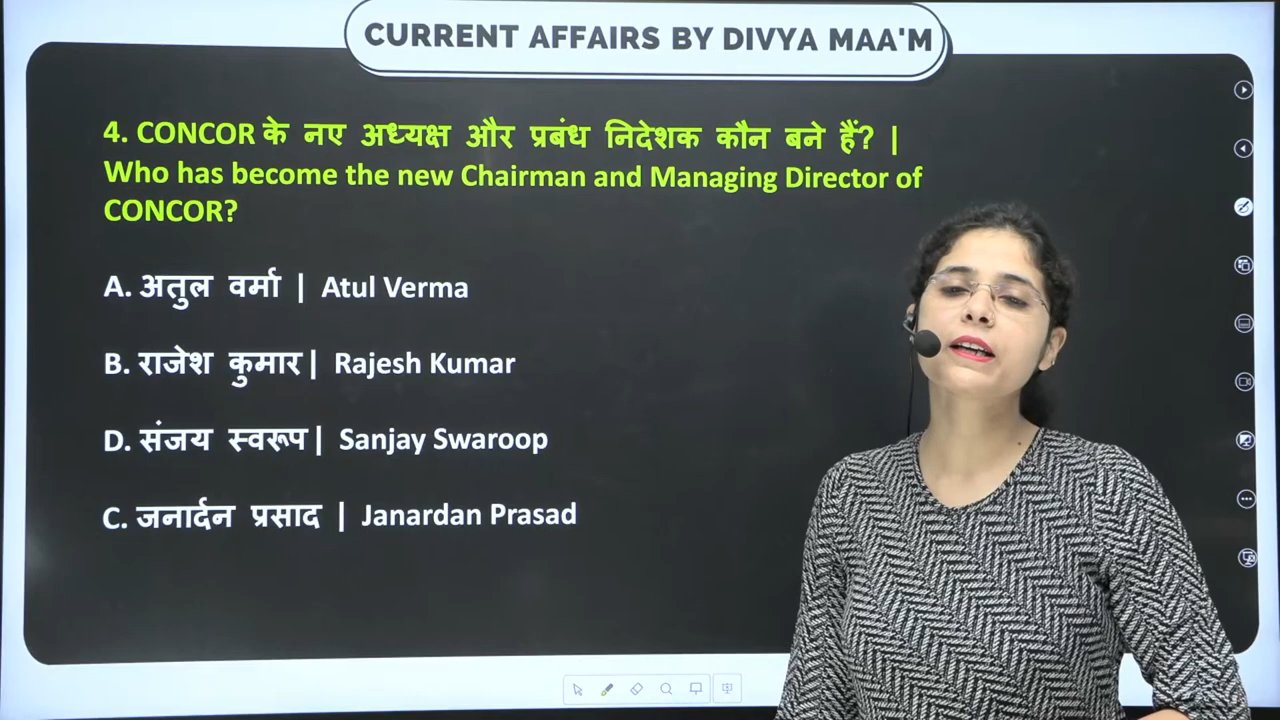 CURRENT AFFAIRS BY DIVYA MAA'M
4. CONCOR के नए अध्यक्ष और प्रबंध निदेशक कौन बने हैं? |
Who has become the new Chairman and Managing Director of
CONCOR?
A. अतुल वर्मा | Atul Verma
B. राजेश कुमार | Rajesh Kumar
D. संजय स्वरूप | Sanjay Swaroop
C. जनार्दन प्रसाद | Janardan Prasad